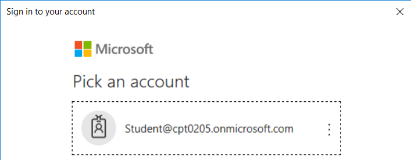 Sign in to your account
Microsoft
Pick an account
Student@cpt0205.onmicrosoft.com